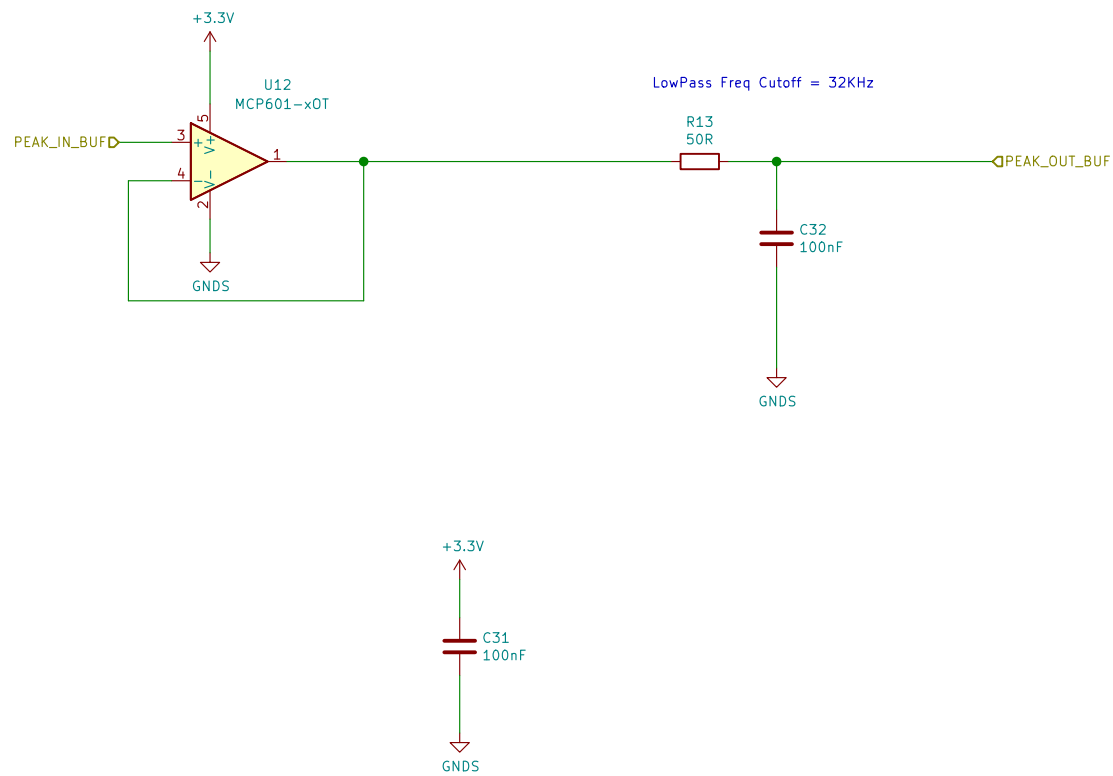 +3.3V
U12
MCP601-xOT
5
V+
PEAK_IN_BUF
3
+
1
4
-
V-
2
GNDS
LowPass Freq Cutoff = 32KHz
R13
50R
PEAK_OUT_BUF
C32
100nF
GNDS
+3.3V
C31
100nF
GNDS